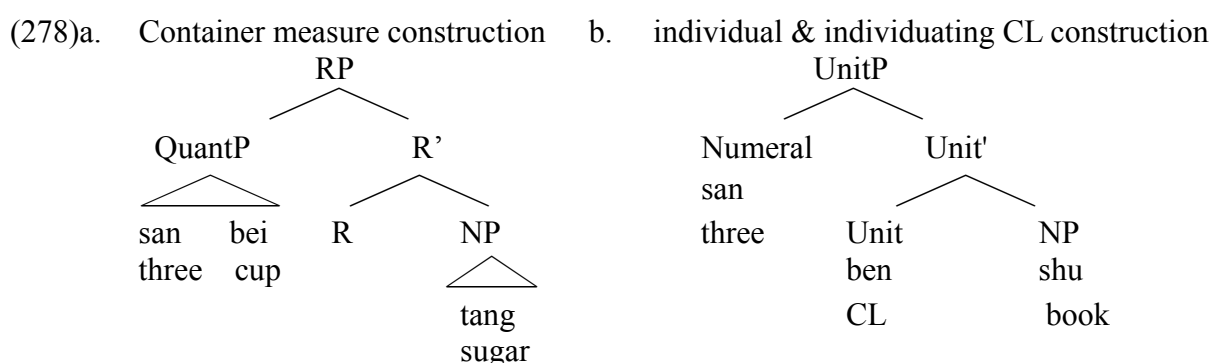 (278)a. Container measure construction b. individual & individuating CL construction
RP UnitP
QuantP R’ Numeral Unit'
san
san bei R NP three Unit NP
three cup ben shu
CL book
tang
sugar